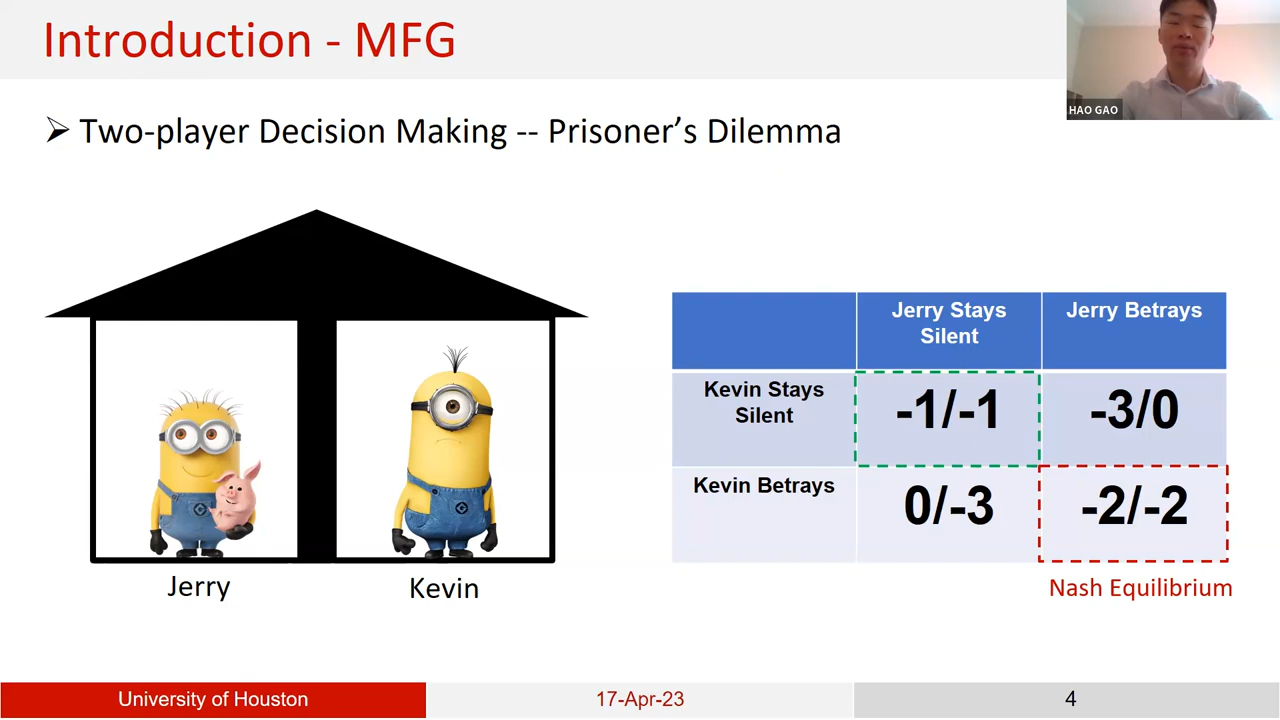 Introduction - MFG
HAO GAO
Two-player Decision Making -- Prisoner's Dilemma
Jerry Stays
Silent
Jerry Betrays
Kevin Stays
Silent
-1/-1
-3/0
Kevin Betrays
0/-3
-2/-2
Jerry
Kevin
Nash Equilibrium
University of Houston
17-Apr-23
4